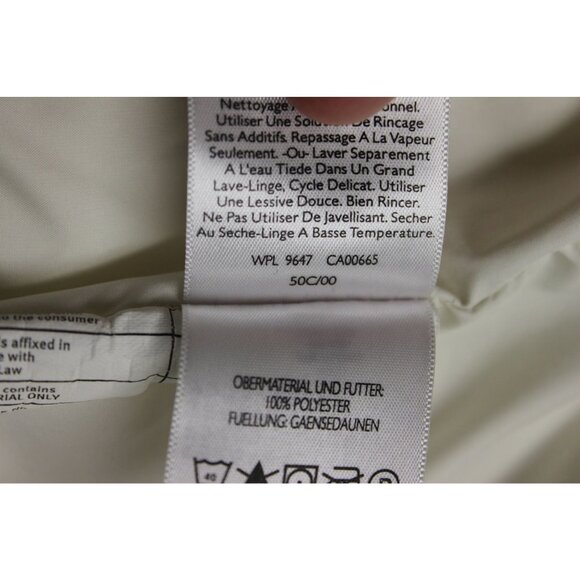 Nettoyage
Utiliser Une De Rincage
Sans Additifs. Repassage A La Vapeur
Seulement. -Ou- Laver Separement
A L'eau Tiede Dans Un Grand
Lave-Linge, Cycle Delicat. Utiliser
Une Lessive Douce. Bien Rincer.
Ne Pas Utiliser De Javellisant. Secher
Au Seche-Linge A Basse Temperature.
WPL 9647 CA00665
50C/00
the consumer
affixed in
with
Law
contains
ONLY
OBERMATERIAL UND FUTTER:
100% POLYESTER
FUELLUNG: GAENSEDAUNEN
40